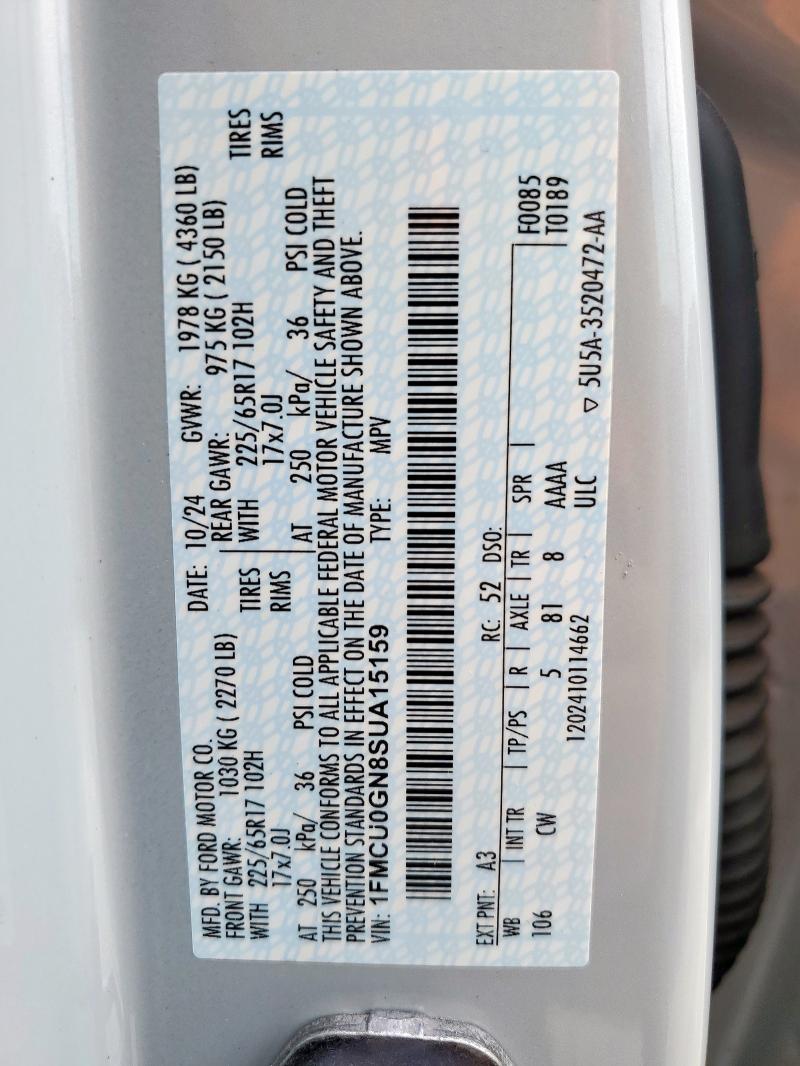 MFD. BY FORD MOTOR CO. DATE: 10/24 GVWR: 1978 KG ( 4360 LB)
FRONT GAWR: 1030 KG ( 2270 LB) REAR GAWR: 975 KG ( 2150 LB)
WITH 225/65R17 102H TIRES WITH 225/65R17 102H TIRES
17x7.0J RIMS 17x7.0J RIMS
AT 250 kPa/ 36 PSI COLD AT 250 kPa/ 36 PSI COLD
THIS VEHICLE CONFORMS TO ALL APPLICABLE FEDERAL MOTOR VEHICLE SAFETY AND THEFT
PREVENTION STANDARDS IN EFFECT ON THE DATE OF MANUFACTURE SHOWN ABOVE.
VIN: 1FMCU0GN8SUA15159 TYPE: MPV
EXT PNT: A3 RC: 52 DSO:
WB | INT TR | TP/PS | R | AXLE | TR | SPR | F0085
106 CW 5 81 8 AAAA T0189
ULC
1202410114662 ▽ 5U5A-3520472-AA